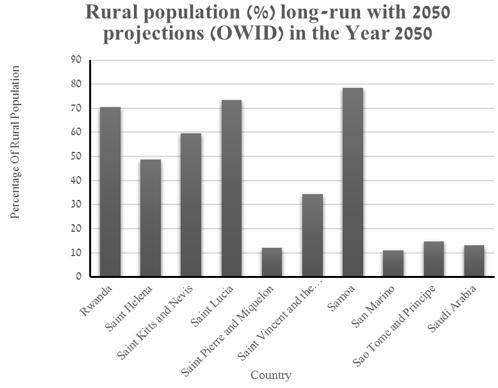 Rural population (%) long-run with 2050
projections (OWID) in the Year 2050
Percentage Of Rural Population
90
80
70
60
50
40
30
20
10
0
Rwanda
Saint Helena
Saint Kitts and Nevis
Saint Lucia
Saint Pierre and Miquelon
Saint Vincent and the…
Samoa
San Marino
Sao Tome and Principe
Saudi Arabia
Country